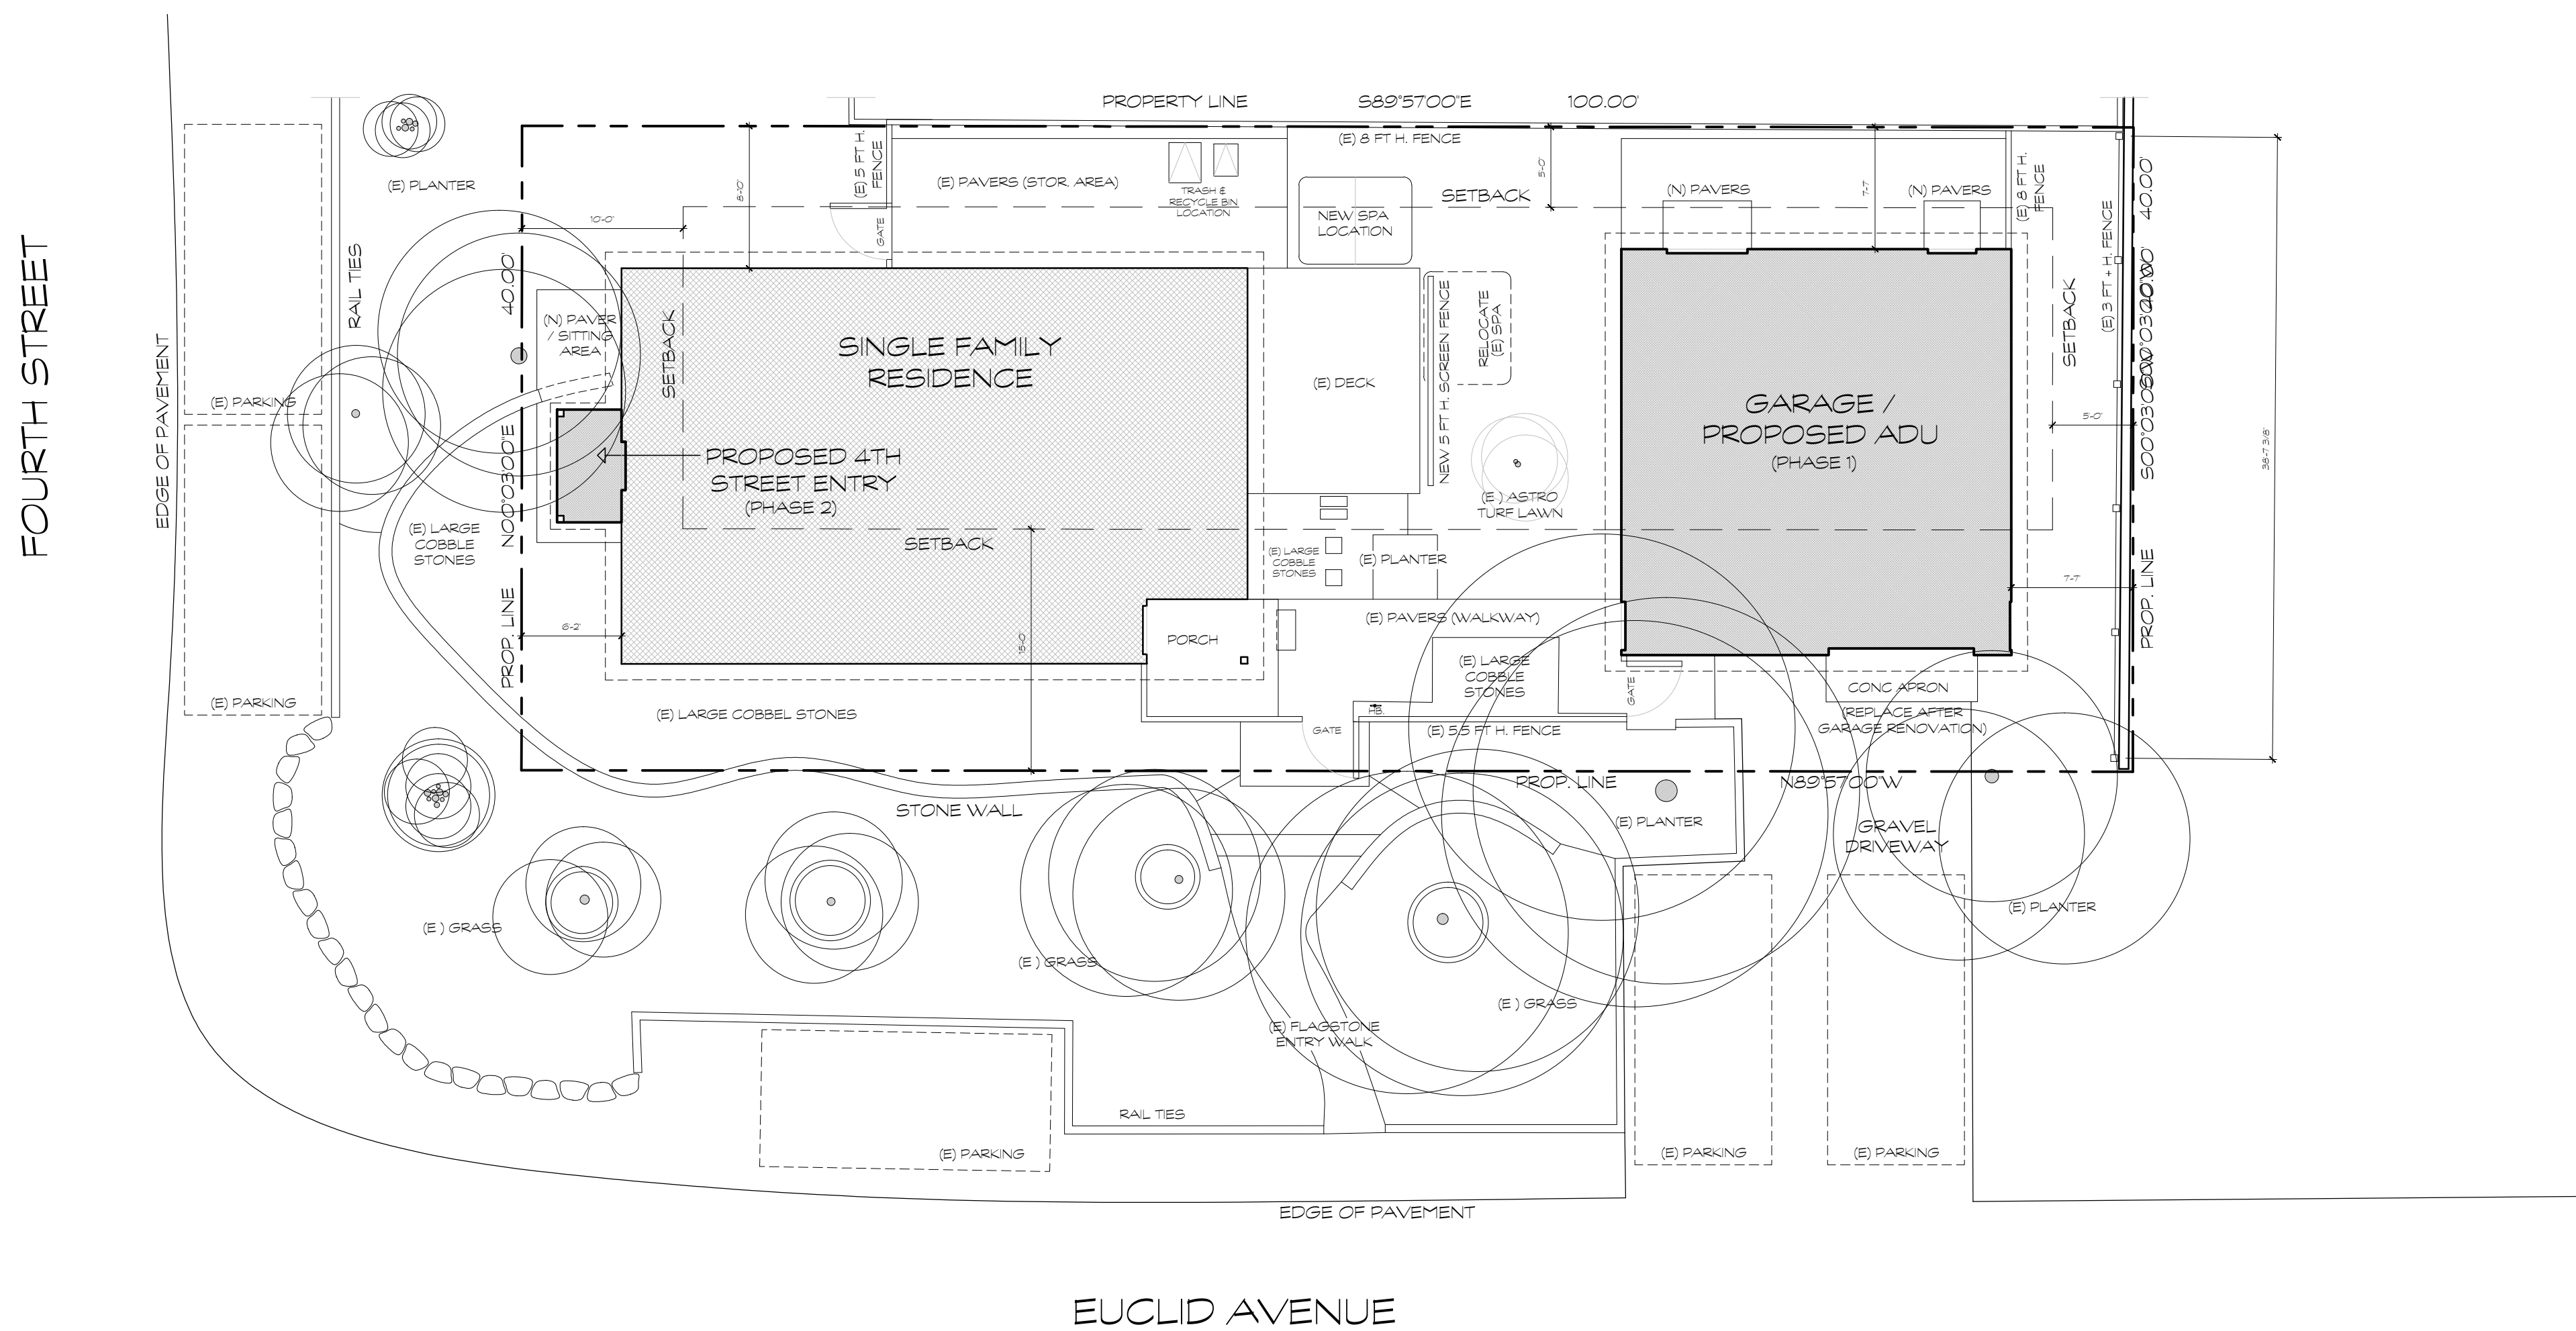 FOURTH STREET
EDGE OF PAVEMENT
(E) PARKING
(E) PARKING
RAIL TIES
(E) PLANTER
PROPERTY LINE S89°57'00"E 100.00'
(E) 8 FT H. FENCE
(E) 5 FT H.
FENCE
GATE
8'-10"
10'-0"
40.00'
N00°03'00"E
PROP. LINE
(E) PAVERS (STOR. AREA)
TRASH &
RECYCLE BIN
LOCATION
NEW SPA
LOCATION
SETBACK
5'-0"
7'-7"
(N) PAVERS
(N) PAVERS
(E) 8 FT H.
FENCE
(E) 3 FT + H. FENCE
SETBACK
40.00'
5'-0"
S00°03'00"W
PROP. LINE
7'-7"
38'-7 3/8"
(N) PAVER
/ SITTING
AREA
SETBACK
SINGLE FAMILY
RESIDENCE
PROPOSED 4TH
STREET ENTRY
(PHASE 2)
SETBACK
(E) DECK
NEW 5 FT H. SCREEN FENCE
RELOCATE
(E) SPA
(E ) ASTRO
TURF LAWN
GARAGE /
PROPOSED ADU
(PHASE 1)
(E) LARGE
COBBLE
STONES
(E) LARGE
COBBLE
STONES
(E) PLANTER
(E) PAVERS (WALKWAY)
6'-2"
15'-0"
PORCH
(E) LARGE
COBBLE
STONES
GATE
CONC APRON
(REPLACE AFTER
GARAGE RENOVATION)
(E) LARGE COBBEL STONES
HB.
GATE
(E) 5.5 FT H. FENCE
PROP. LINE N89°57'00"W
STONE WALL
(E) PLANTER
GRAVEL
DRIVEWAY
(E) PLANTER
(E ) GRASS
(E ) GRASS
(E ) GRASS
(E) FLAGSTONE
ENTRY WALK
RAIL TIES
(E) PARKING
(E) PARKING
(E) PARKING
EDGE OF PAVEMENT
EUCLID AVENUE